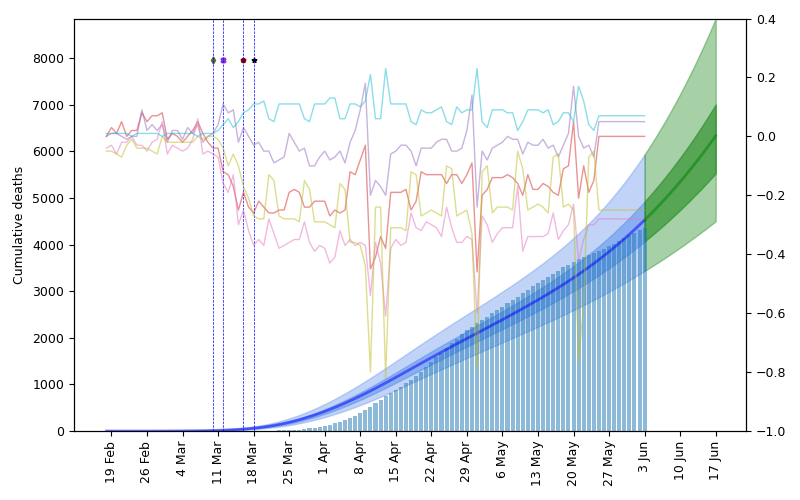 Cumulative deaths
8000
7000
6000
5000
4000
3000
2000
1000
0
0.4
0.2
0.0
−0.2
−0.4
−0.6
−0.8
−1.0
19 Feb
26 Feb
4 Mar
11 Mar
18 Mar
25 Mar
1 Apr
8 Apr
15 Apr
22 Apr
29 Apr
6 May
13 May
20 May
27 May
3 Jun
10 Jun
17 Jun